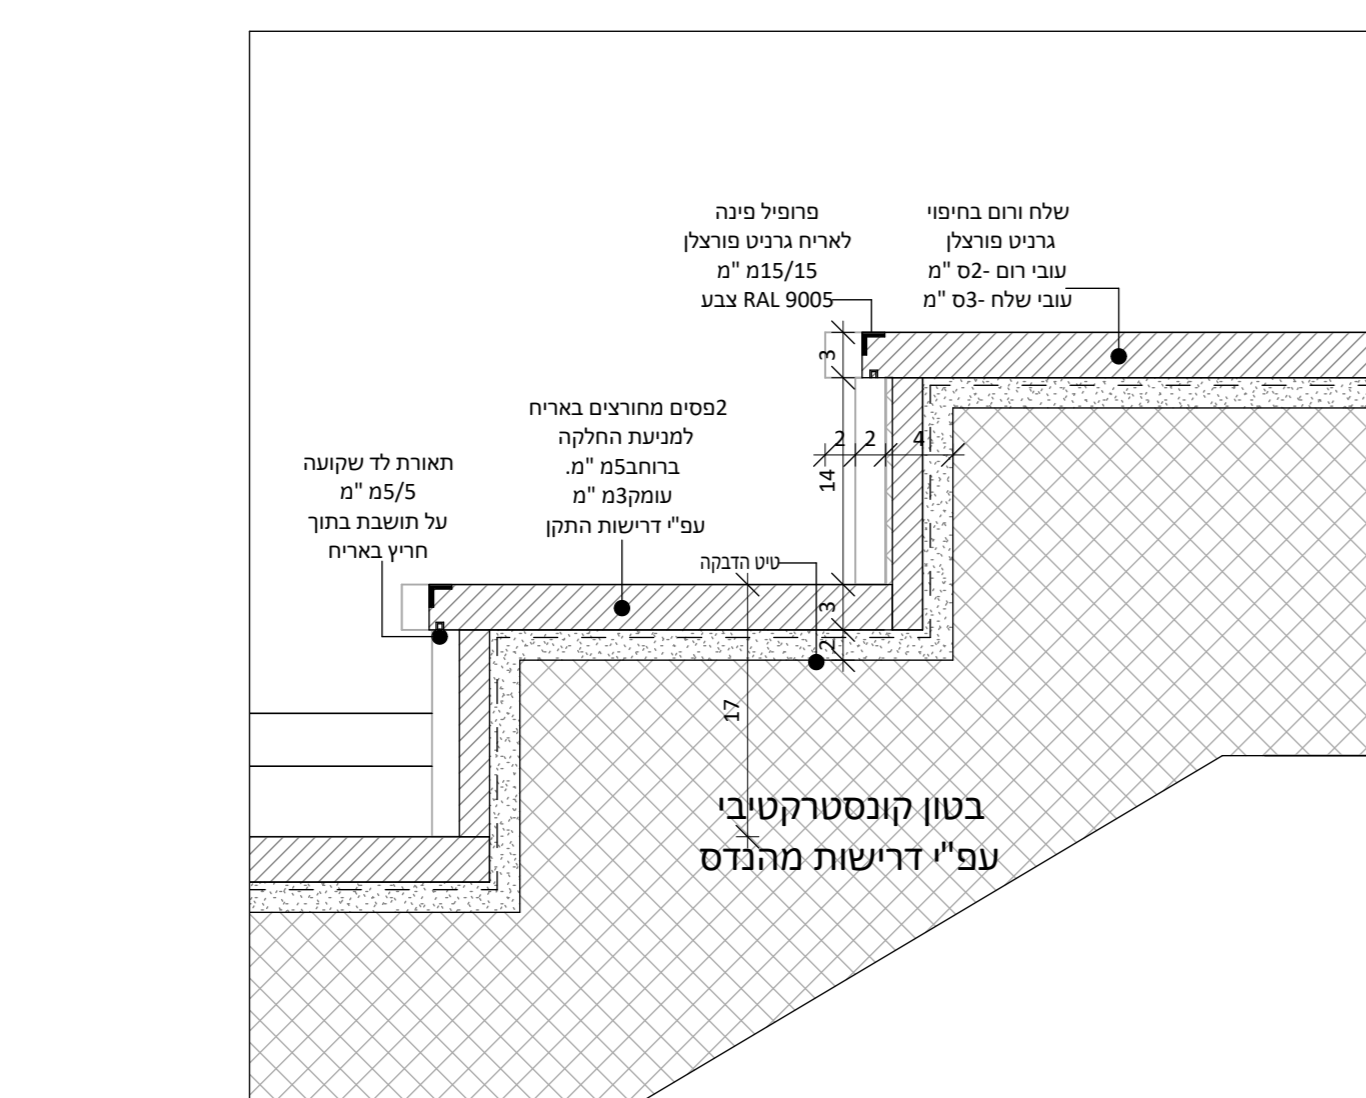 שלח ורום בחיפוי
גרניט פורצלן
עובי רום -2ס "מ
עובי שלח -3ס "מ
פרופיל פינה
לאריח גרניט פורצלן
15/15מ "מ
צבע RAL 9005
2פסים מחורצים באריח
למניעת החלקה
ברוחב5מ "מ.
עומק3מ "מ
עפ"י דרישות התקן
תאורת לד שקועה
5/5מ "מ
על תושבת בתוך
חריץ באריח
טיט הדבקה
3
2
2
4
14
3
2
17
בטון קונסטרקטיבי
עפ"י דרישות מהנדס